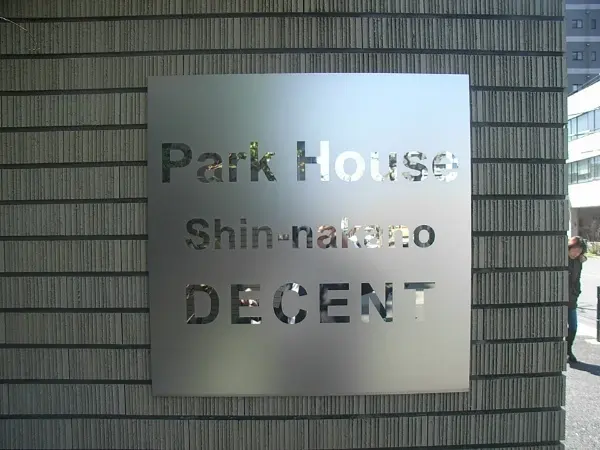 Park House
Shin-nakano
DECENT